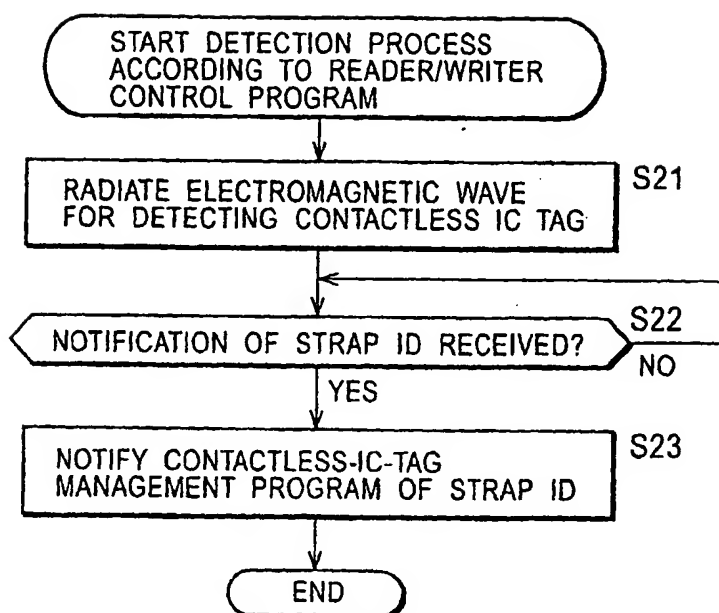 START DETECTION PROCESS
ACCORDING TO READER/WRITER
CONTROL PROGRAM
S21
RADIATE ELECTROMAGNETIC WAVE
FOR DETECTING CONTACTLESS IC TAG
S22
NOTIFICATION OF STRAP ID RECEIVED?
NO
YES
S23
NOTIFY CONTACTLESS-IC-TAG
MANAGEMENT PROGRAM OF STRAP ID
END